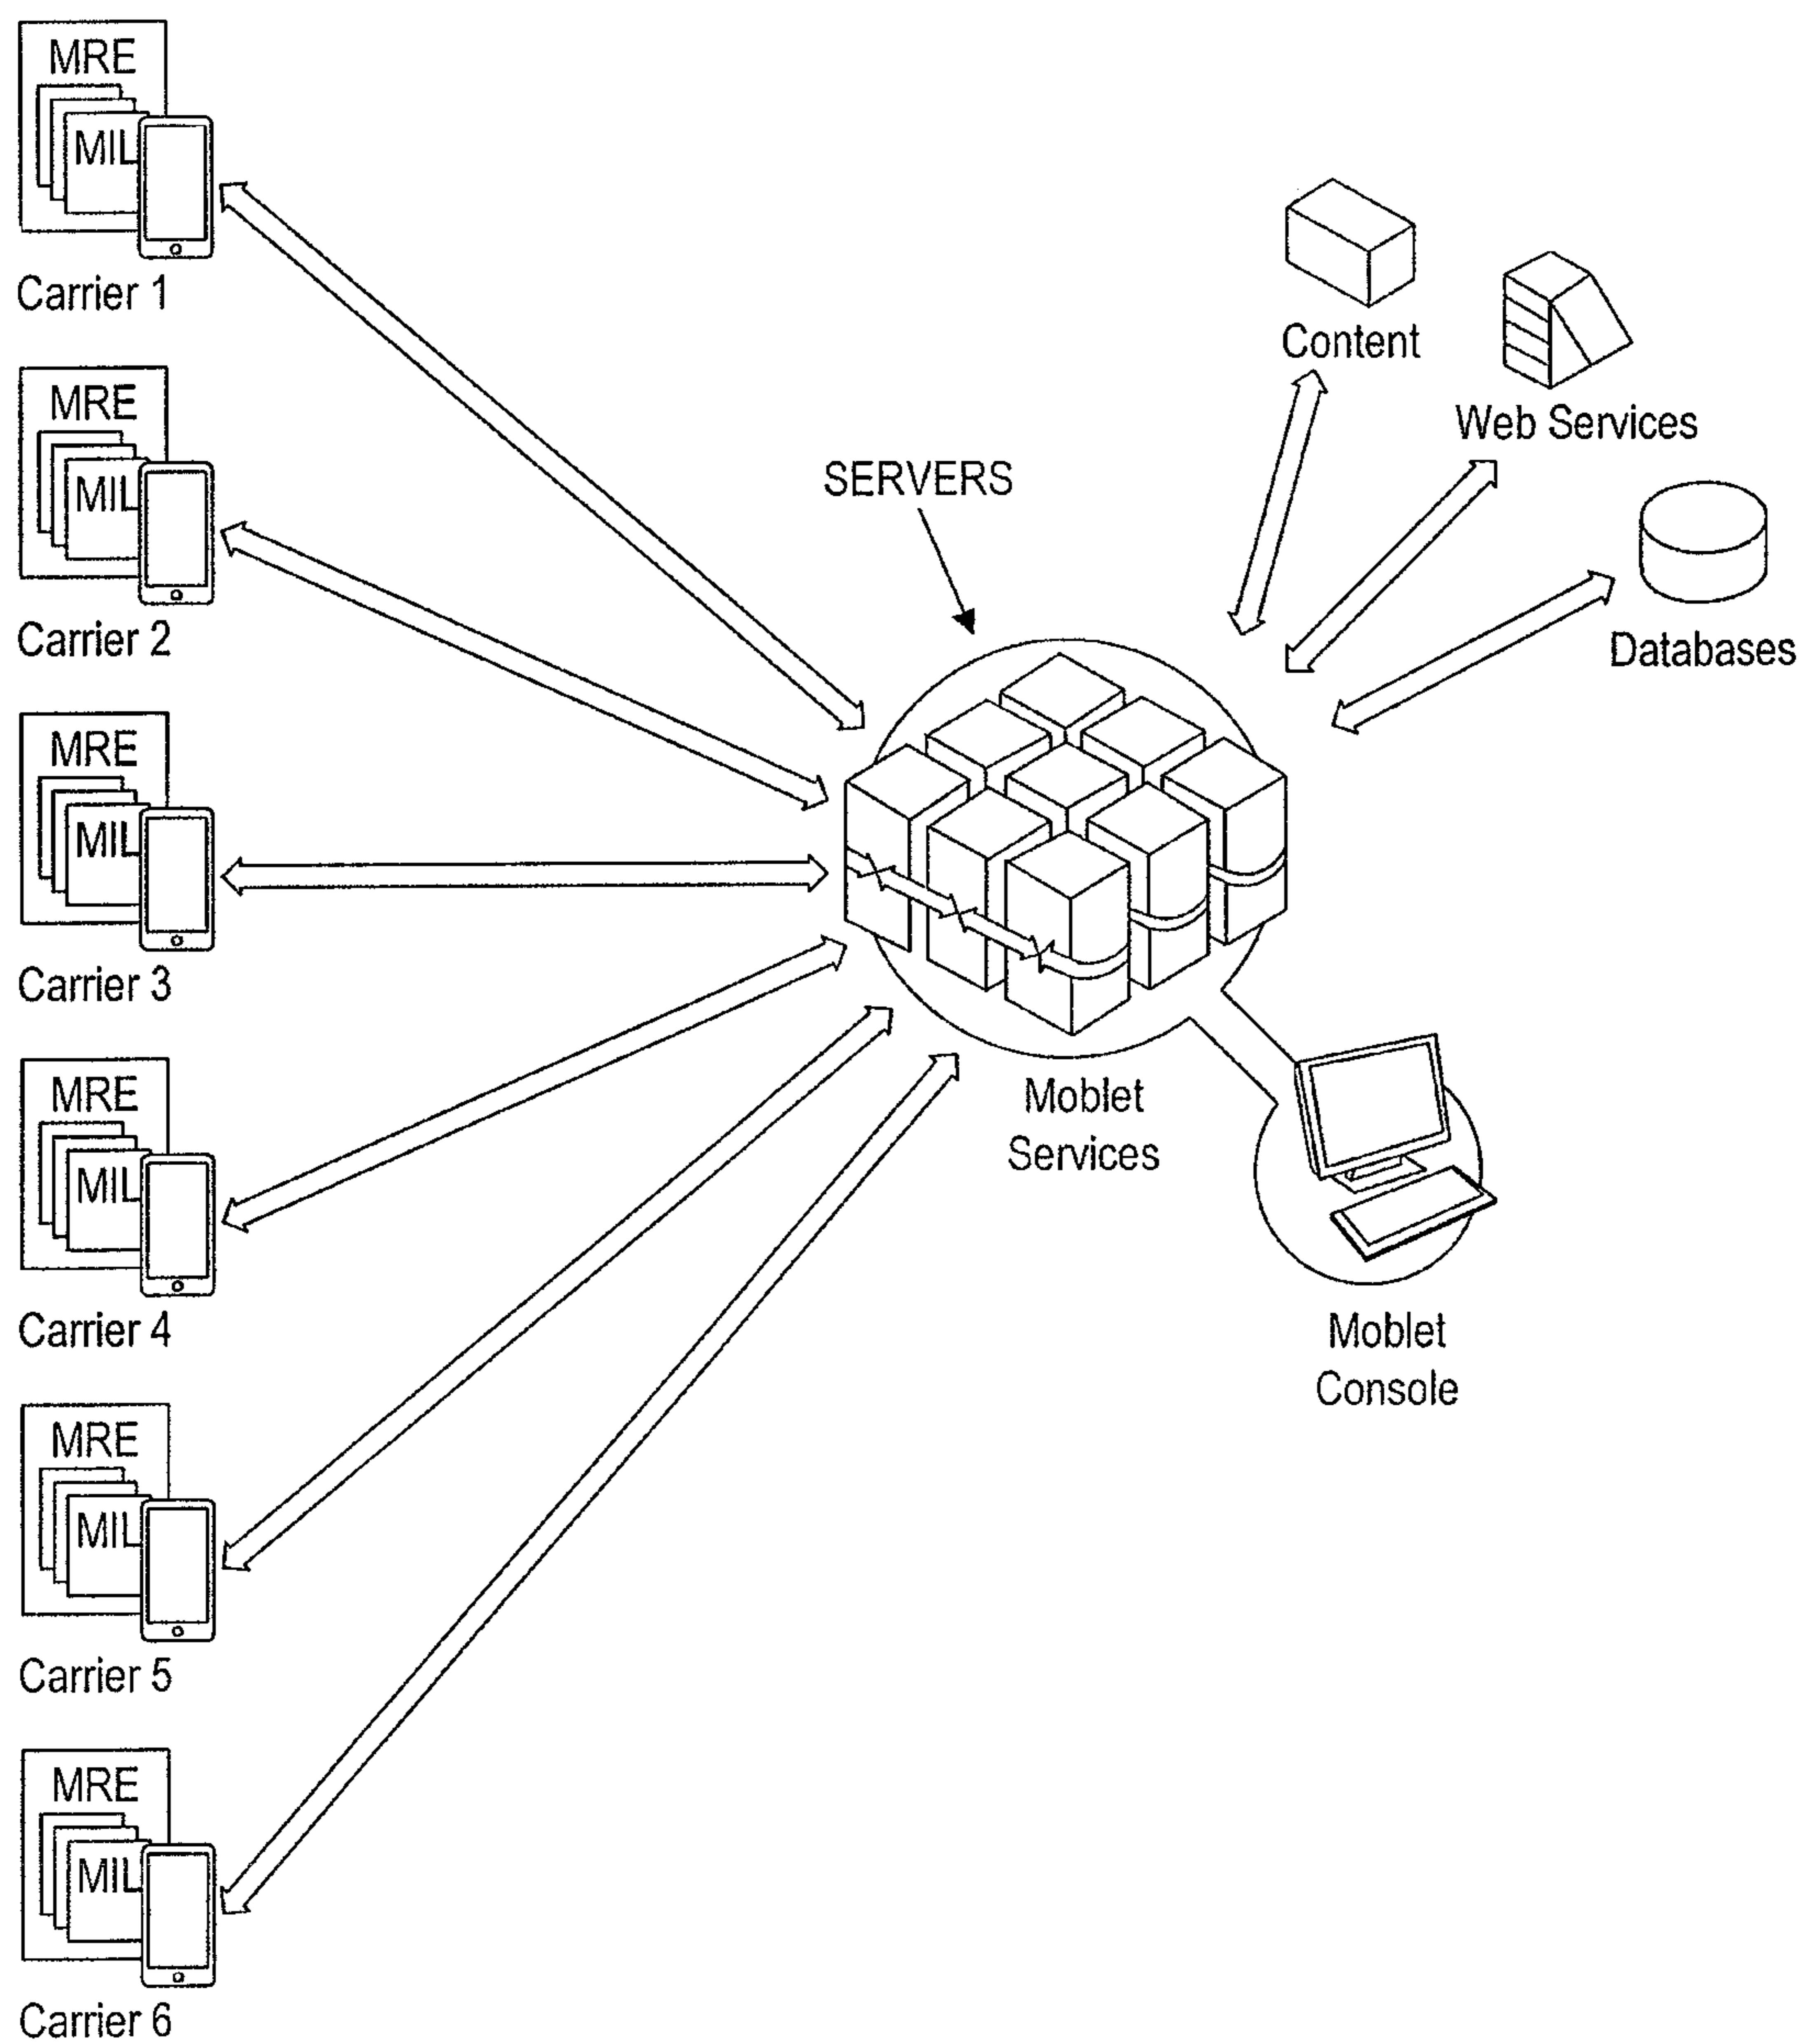 MRE
MIL
Carrier 1
MRE
MIL
Carrier 2
MRE
MIL
Carrier 3
MRE
MIL
Carrier 4
MRE
MIL
Carrier 5
MRE
MIL
Carrier 6
SERVERS
Content
Web Services
Databases
Moblet
Services
Moblet
Console